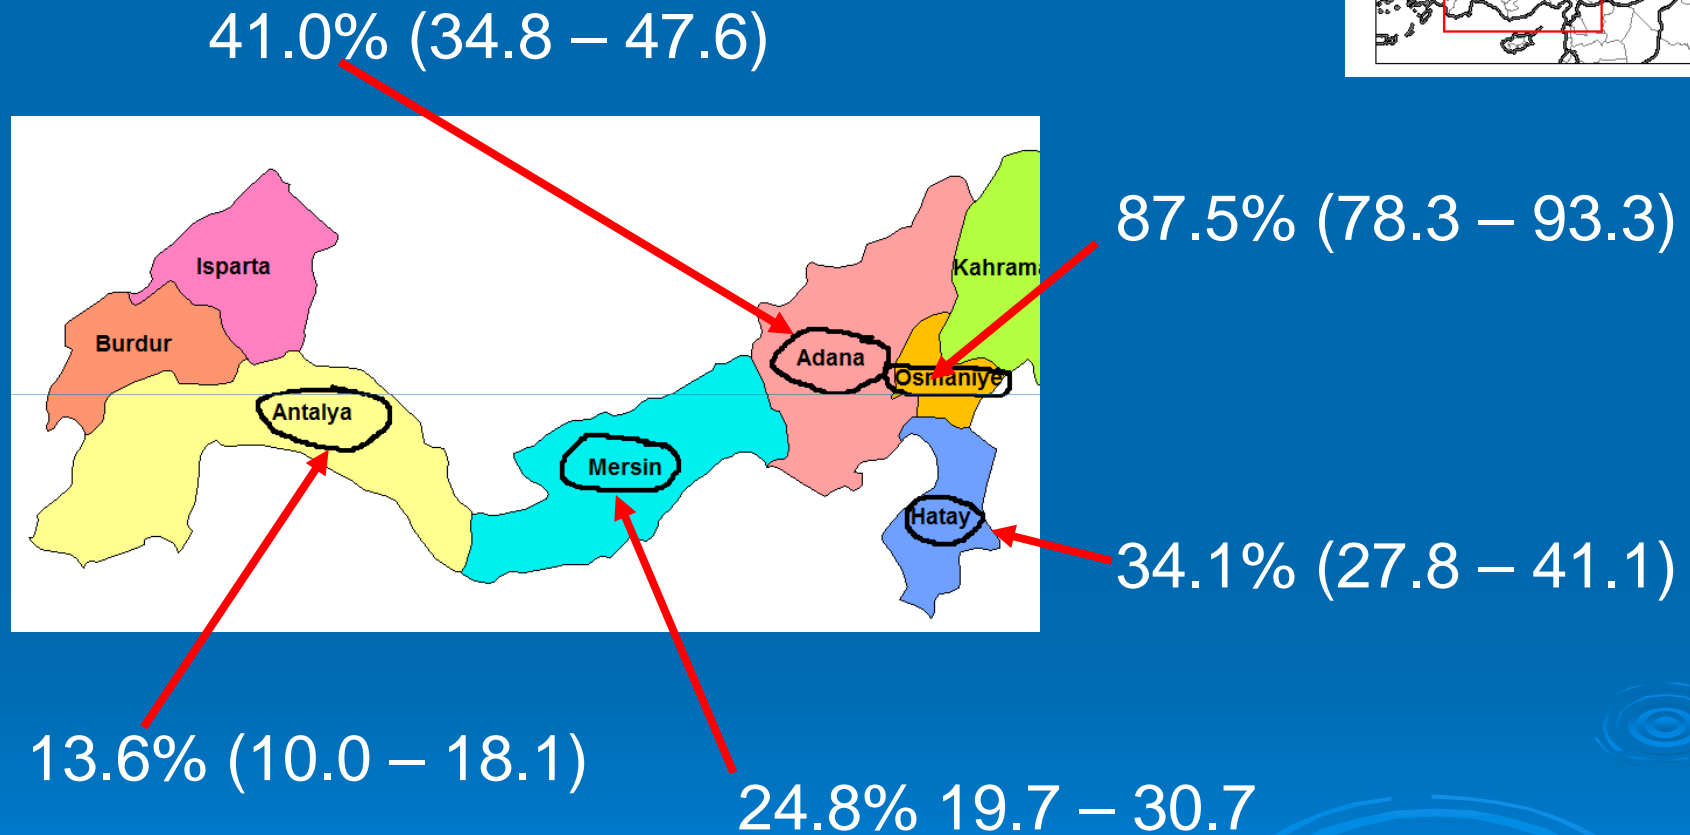 41.0% (34.8 – 47.6)
87.5% (78.3 – 93.3)
Isparta
Kahrama
Burdur
Adana
Osmaniye
Antalya
Mersin
Hatay
34.1% (27.8 – 41.1)
13.6% (10.0 – 18.1)
24.8% 19.7 – 30.7